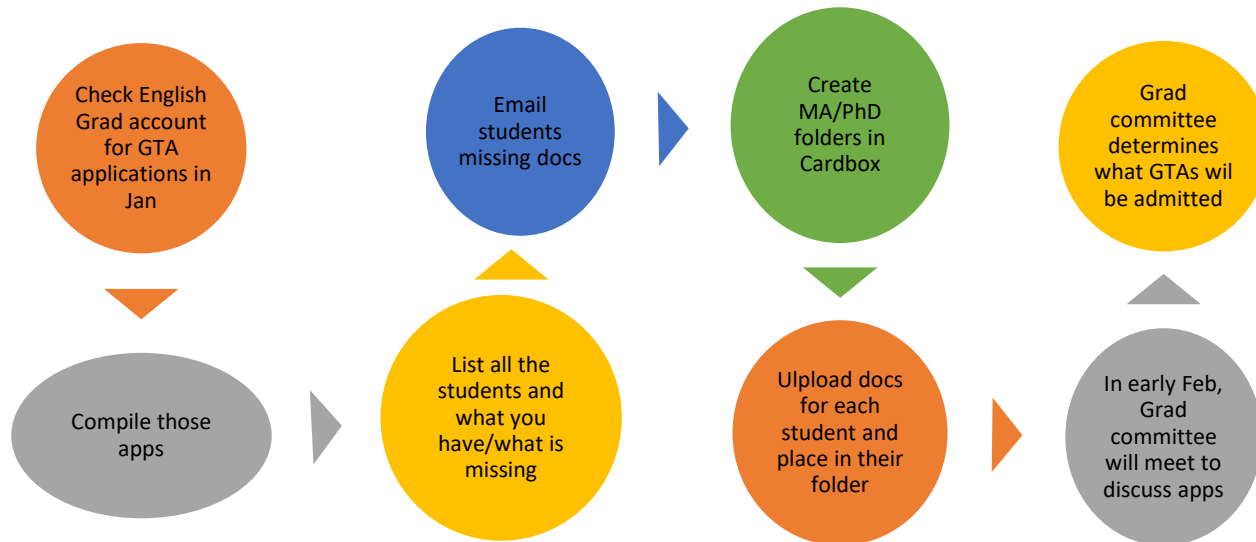 Check English
Grad account
for GTA
applications in
Jan
Compile those
apps
List all the
students and
what you
have/what is
missing
Email
students
missing docs
Create
MA/PhD
folders in
Cardbox
Ulpload docs
for each
student and
place in their
folder
In early Feb,
Grad
committee
will meet to
discuss apps
Grad
committee
determines
what GTAs wil
be admitted